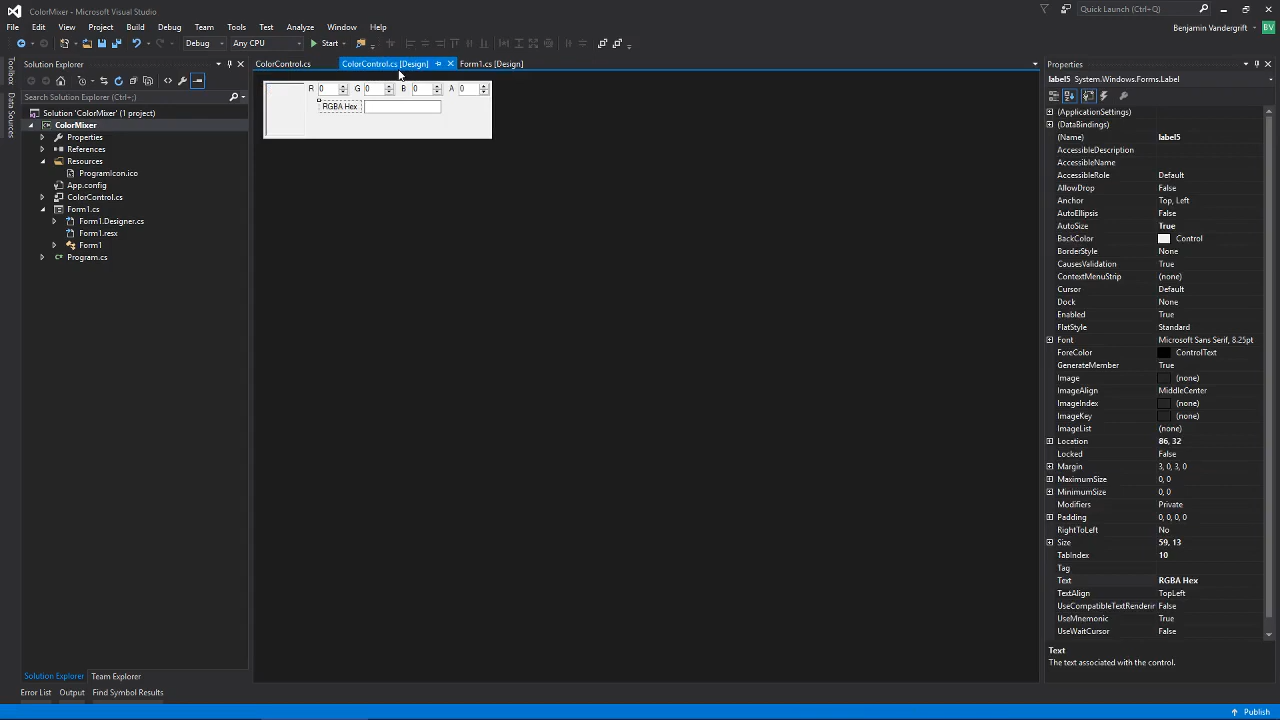 ColorMixer - Microsoft Visual Studio
Quick Launch (Ctrl+Q)
File Edit View Project Build Debug Team Tools Test Analyze Window Help
Benjamin Vandergrift BV
Debug Any CPU Start
Toolbox
Data Sources
Solution Explorer
Search Solution Explorer (Ctrl+;)
Solution 'ColorMixer' (1 project)
ColorMixer
Properties
References
Resources
ProgramIcon.ico
App.config
ColorControl.cs
Form1.cs
Form1.Designer.cs
Form1.resx
Form1
Program.cs
Solution Explorer Team Explorer
Error List Output Find Symbol Results
ColorControl.cs ColorControl.cs [Design] Form1.cs [Design]
R 0 G 0 B 0 A 0
RGBA Hex
Properties
label5 System.Windows.Forms.Label
(ApplicationSettings)
(DataBindings)
(Name) label5
AccessibleDescription
AccessibleName
AccessibleRole Default
AllowDrop False
Anchor Top, Left
AutoEllipsis False
AutoSize True
BackColor Control
BorderStyle None
CausesValidation True
ContextMenuStrip (none)
Cursor Default
Dock None
Enabled True
FlatStyle Standard
Font Microsoft Sans Serif, 8.25pt
ForeColor ControlText
GenerateMember True
Image (none)
ImageAlign MiddleCenter
ImageIndex (none)
ImageKey (none)
ImageList (none)
Location 86, 32
Locked False
Margin 3, 0, 3, 0
MaximumSize 0, 0
MinimumSize 0, 0
Modifiers Private
Padding 0, 0, 0, 0
RightToLeft No
Size 59, 13
TabIndex 10
Tag
Text RGBA Hex
TextAlign TopLeft
UseCompatibleTextRenderin False
UseMnemonic True
UseWaitCursor False
Text
The text associated with the control.
Publish